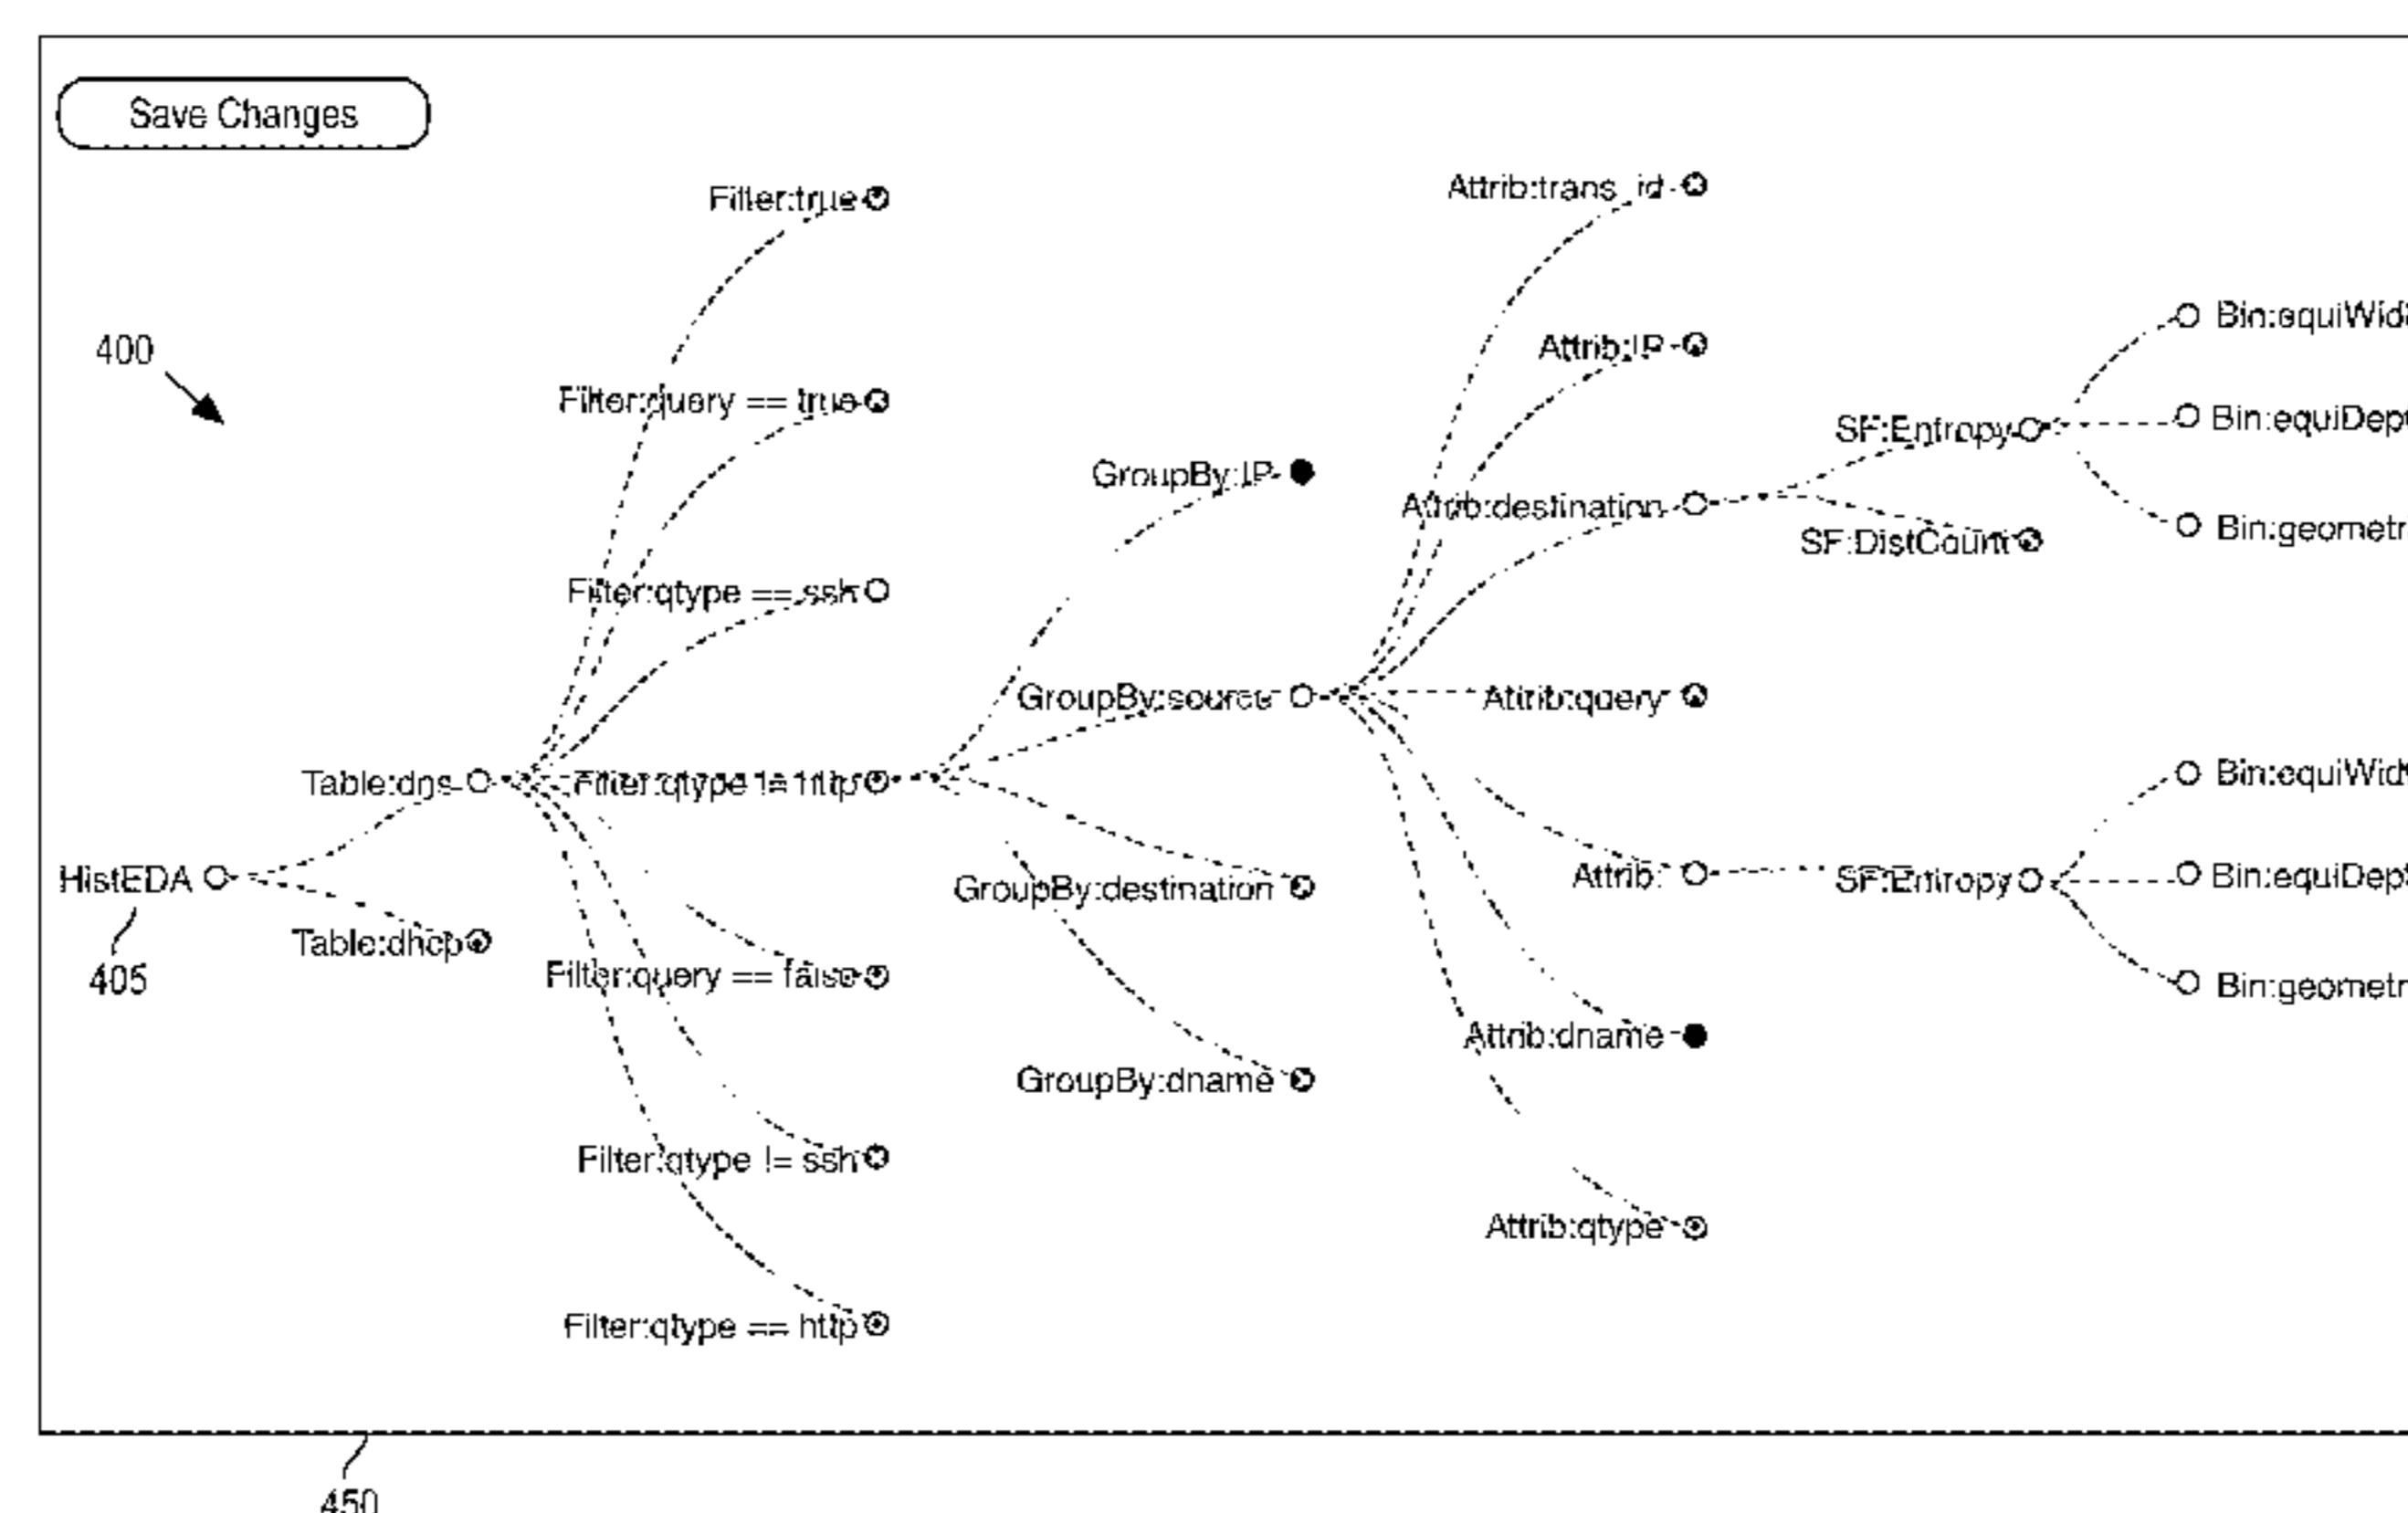 Save Changes
Filter:true
Attrib:trans_id
400
Attrib:IP
Filter:query == true
GroupBy:IP
Attrib:destination
SF:Entropy
SF:DistCount
Filter:qtype == ssh
GroupBy:source
Attrib:query
Table:dns
Filter:qtype != http
HistEDA
GroupBy:destination
Attrib:
SF:Entropy
Table:dhcp
405
Filter:query == false
Attrib:dname
GroupBy:dname
Filter:qtype != ssh
Attrib:qtype
Filter:qtype == http
Bin:equiWid
Bin:equiDep
Bin:geometr
Bin:equiWid
Bin:equiDep
Bin:geometr
450